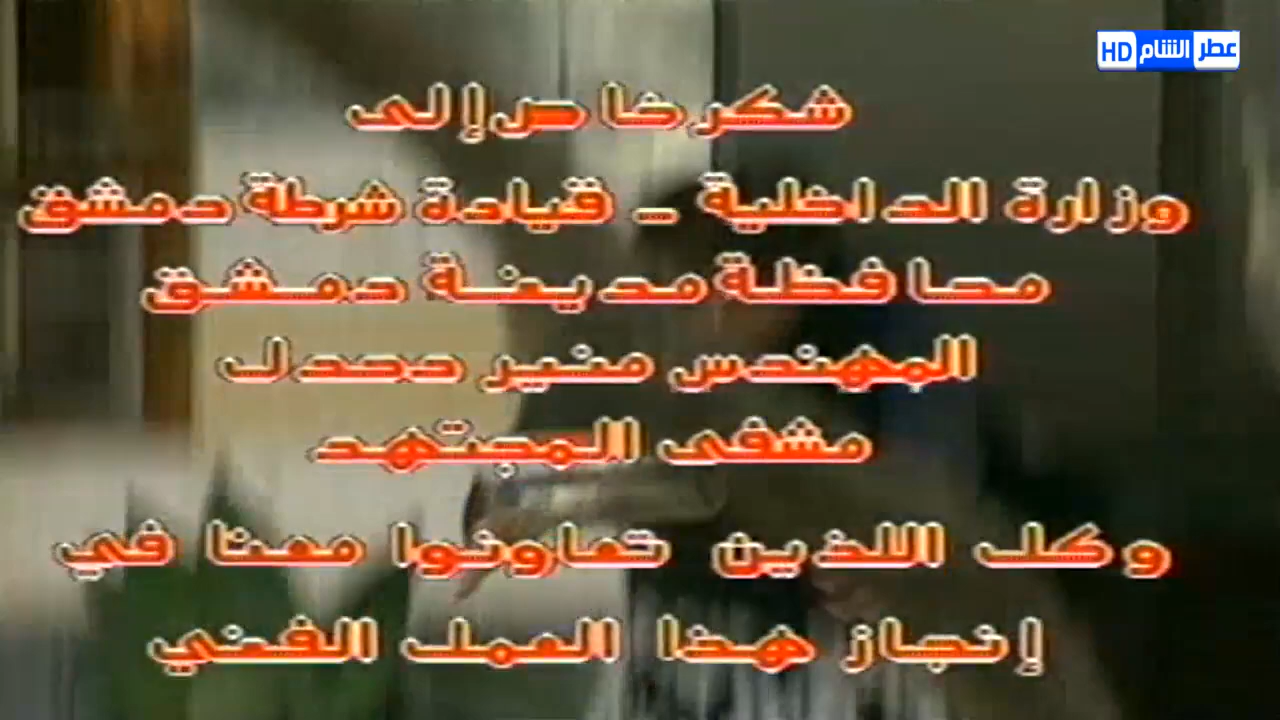 عطر الشام HD
شكر خاص إلى
وزارة الداخلية - قيادة شرطة دمشق
محافظة مدينة دمشق
المهندس منير دحدل
مشفى المجتهد
وكل اللذين تعاونوا معنا في
إنجاز هذا العمل الفني